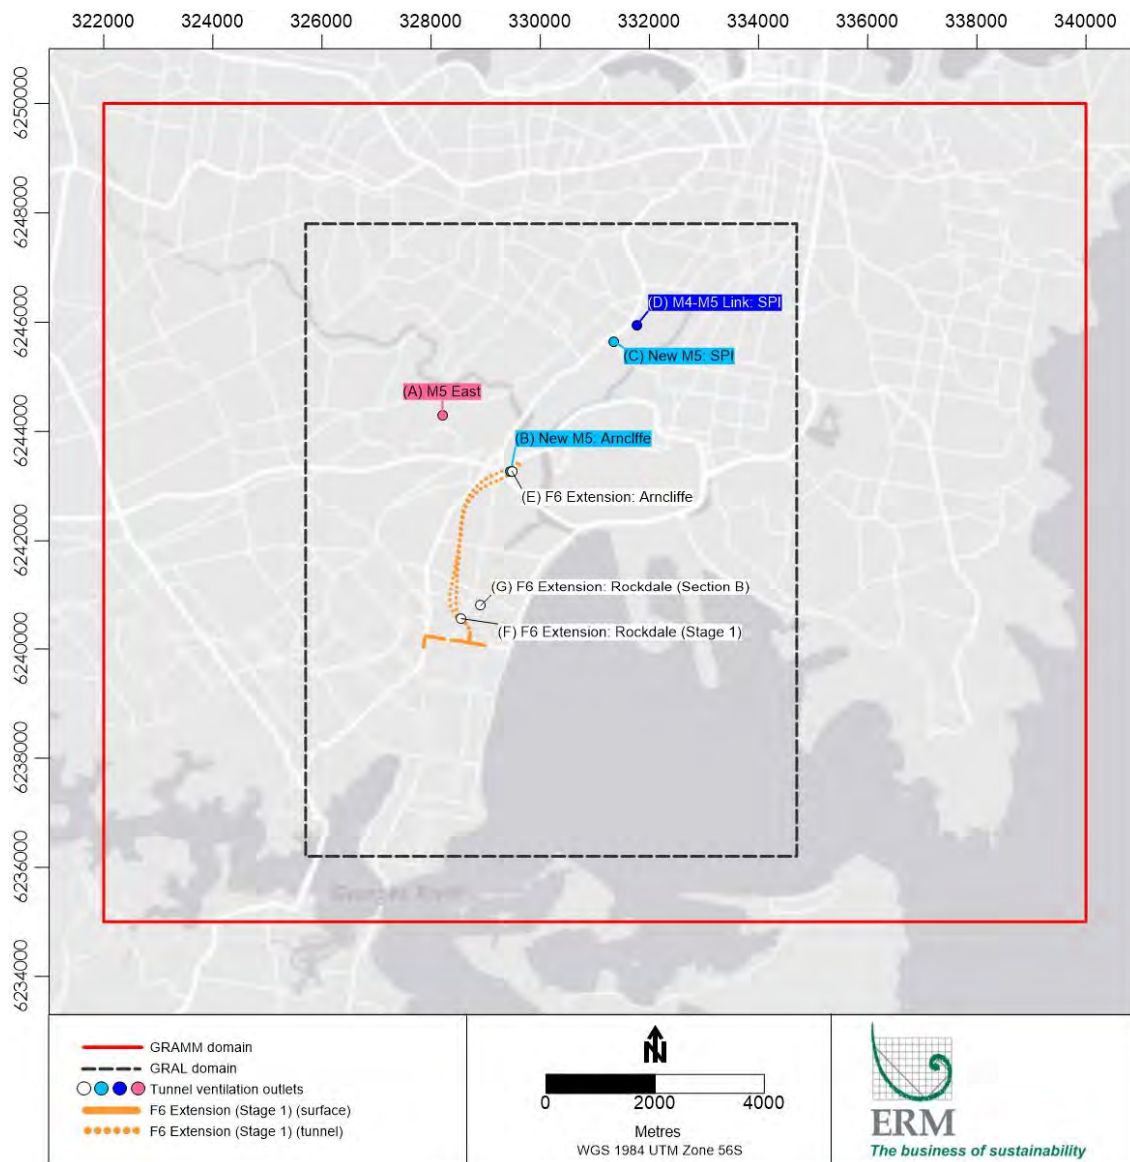 322000 324000 326000 328000 330000 332000 334000 336000 338000 340000
6250000
6248000
6246000
6244000
6242000
6240000
6238000
6236000
6234000
(D) M4-M5 Link: SPI
(C) New M5: SPI
(A) M5 East
(B) New M5: Arnclffe
(E) F6 Extension: Arncliffe
(G) F6 Extension: Rockdale (Section B)
(F) F6 Extension: Rockdale (Stage 1)
Georges River
GRAMM domain
GRAL domain
Tunnel ventilation outlets
F6 Extension (Stage 1) (surface)
F6 Extension (Stage 1) (tunnel)
N
0 2000 4000
Metres
WGS 1984 UTM Zone 56S
ERM
The business of sustainability